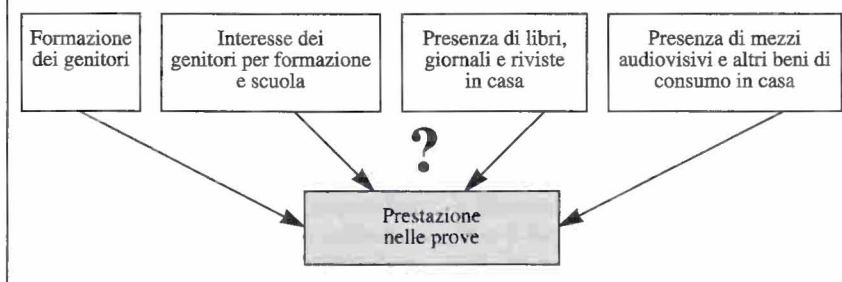 Formazione
dei genitori
Interesse dei
genitori per formazione
e scuola
Presenza di libri,
giornali e riviste
in casa
Presenza di mezzi
audiovisivi e altri beni di
consumo in casa
?
Prestazione
nelle prove